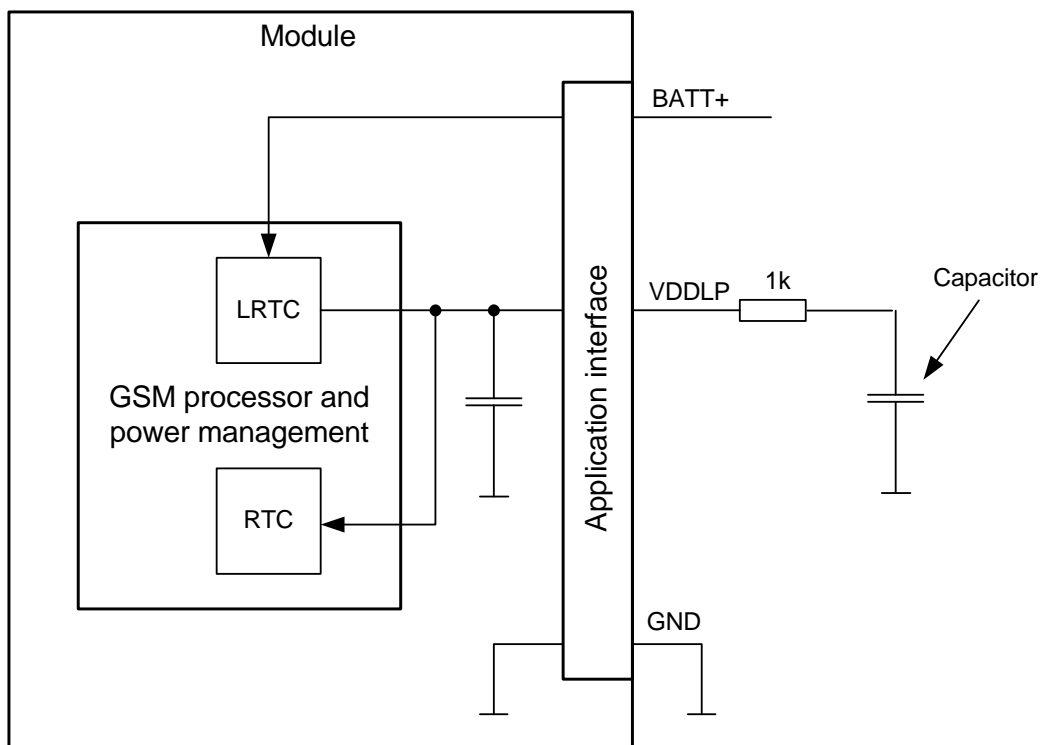 Module
BATT+
LRTC
VDDLP
1k
Capacitor
GSM processor and
power management
RTC
Application interface
GND